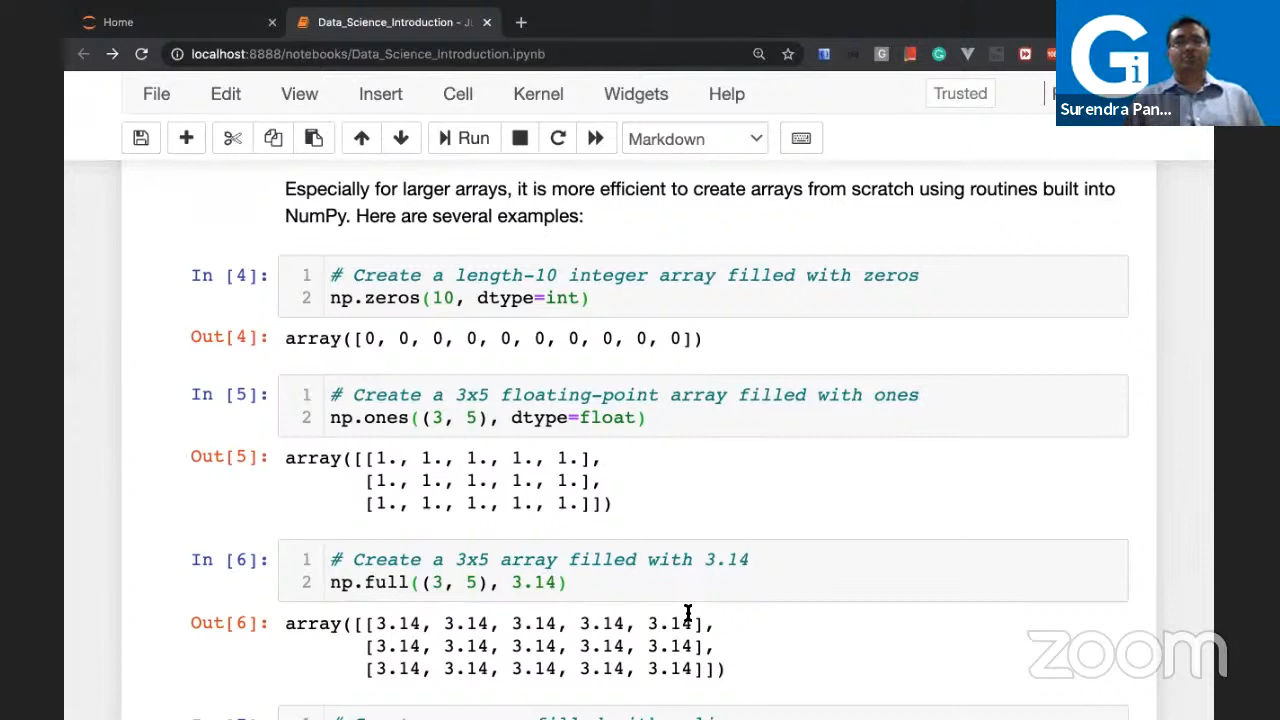 Home
Data_Science_Introduction - Ju
localhost:8888/notebooks/Data_Science_Introduction.ipynb
Gi
Surendra Pan...
File Edit View Insert Cell Kernel Widgets Help Trusted
Run Markdown
Especially for larger arrays, it is more efficient to create arrays from scratch using routines built into
NumPy. Here are several examples:
In [4]: 1 # Create a length-10 integer array filled with zeros
2 np.zeros(10, dtype=int)
Out[4]: array([0, 0, 0, 0, 0, 0, 0, 0, 0, 0])
In [5]: 1 # Create a 3x5 floating-point array filled with ones
2 np.ones((3, 5), dtype=float)
Out[5]: array([[1., 1., 1., 1., 1.],
[1., 1., 1., 1., 1.],
[1., 1., 1., 1., 1.]])
In [6]: 1 # Create a 3x5 array filled with 3.14
2 np.full((3, 5), 3.14)
Out[6]: array([[3.14, 3.14, 3.14, 3.14, 3.14],
[3.14, 3.14, 3.14, 3.14, 3.14],
[3.14, 3.14, 3.14, 3.14, 3.14]])
zoom